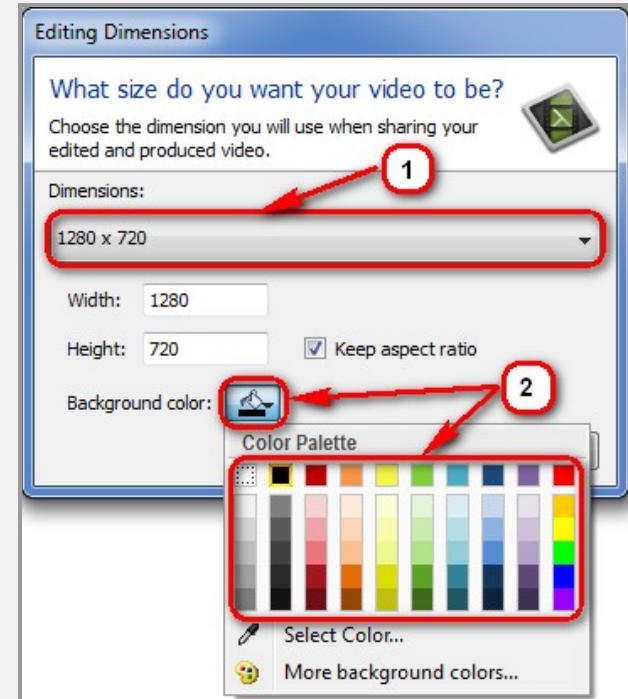 Editing Dimensions
What size do you want your video to be?
Choose the dimension you will use when sharing your
edited and produced video.
1
Dimensions:
1280 x 720
Width: 1280
Height: 720 Keep aspect ratio
Background color: 2
Color Palette
Select Color...
More background colors...